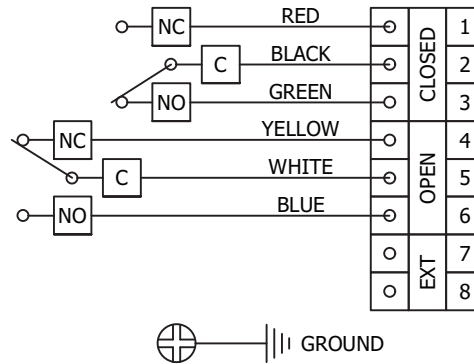 NC RED 1
C BLACK 2
NO GREEN 3
CLOSED
NC YELLOW 4
C WHITE 5
NO BLUE 6
OPEN
7
8
EXT
GROUND